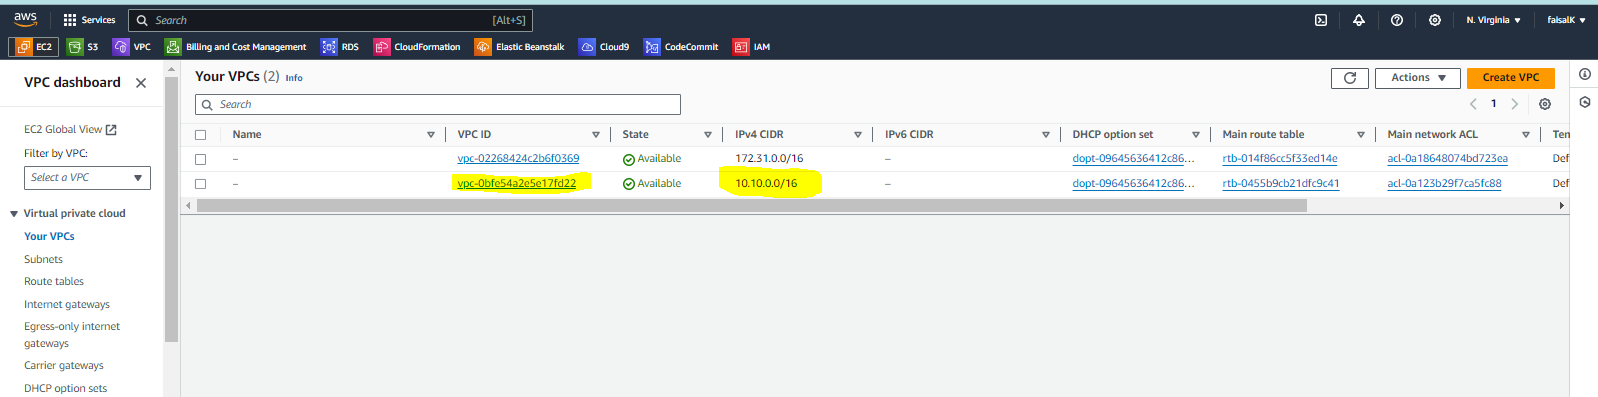 aws Services Search [Alt+S] N. Virginia faisalK
EC2 S3 VPC Billing and Cost Management RDS CloudFormation Elastic Beanstalk Cloud9 CodeCommit IAM
VPC dashboard
EC2 Global View
Filter by VPC:
Select a VPC
Virtual private cloud
Your VPCs
Subnets
Route tables
Internet gateways
Egress-only internet
gateways
Carrier gateways
DHCP option sets
Your VPCs (2) Info
Actions Create VPC
Search
1
Name VPC ID State IPv4 CIDR IPv6 CIDR DHCP option set Main route table Main network ACL Ten
– vpc-02268424c2b6f0369 Available 172.31.0.0/16 – dopt-09645636412c86... rtb-014f86cc5f33ed14e acl-0a18648074bd723ea Def
– vpc-0bfe54a2e5e17fd22 Available 10.10.0.0/16 – dopt-09645636412c86... rtb-0455b9cb21dfc9c41 acl-0a123b29f7ca5fc88 Def